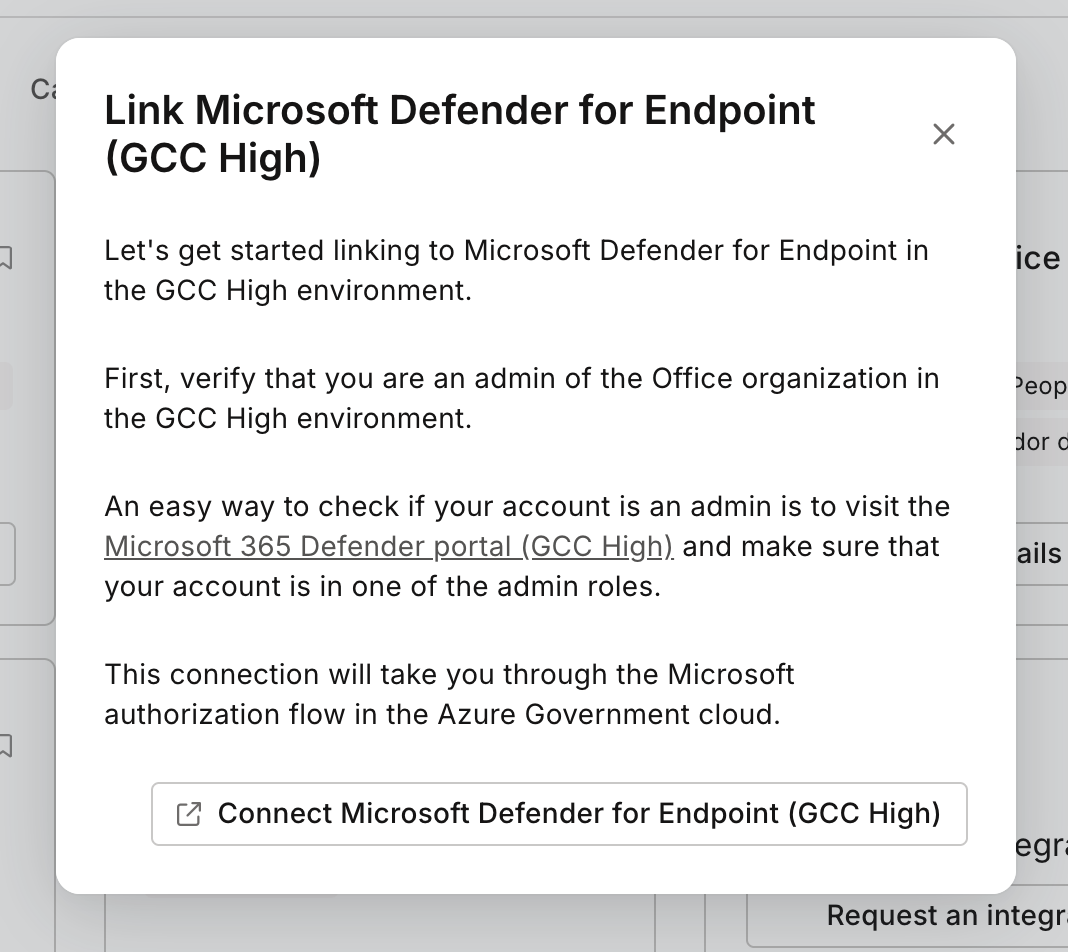 Link Microsoft Defender for Endpoint
(GCC High)
Let's get started linking to Microsoft Defender for Endpoint in
the GCC High environment.
First, verify that you are an admin of the Office organization in
the GCC High environment.
An easy way to check if your account is an admin is to visit the
Microsoft 365 Defender portal (GCC High) and make sure that
your account is in one of the admin roles.
This connection will take you through the Microsoft
authorization flow in the Azure Government cloud.
Connect Microsoft Defender for Endpoint (GCC High)
Request an